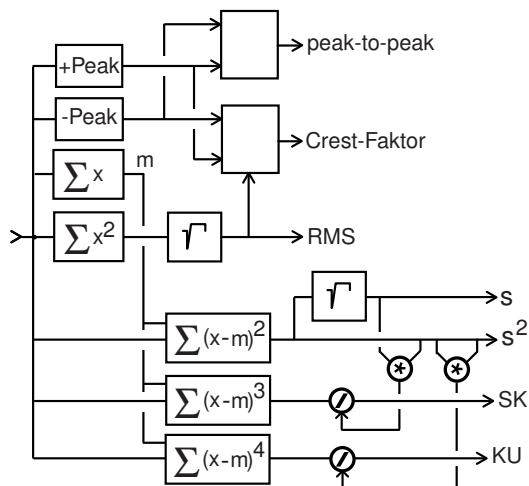 peak-to-peak
+Peak
-Peak
Crest-Faktor
∑x
m
∑x²
√
RMS
√
s
∑(x-m)²
s²
*
*
∑(x-m)³
/
SK
∑(x-m)⁴
/
KU